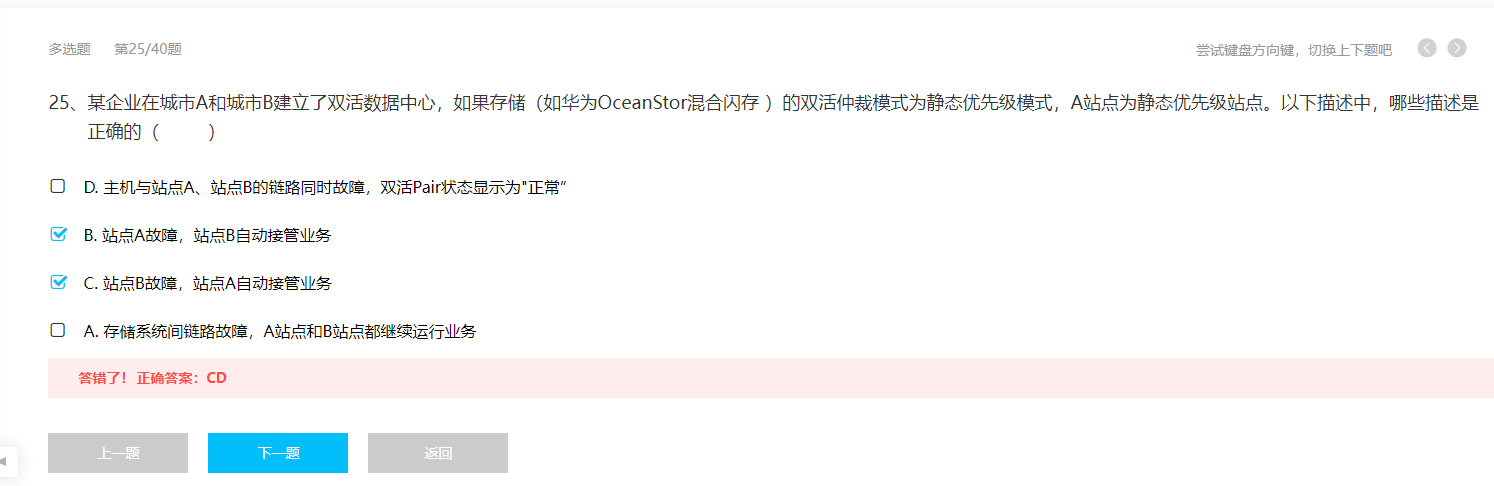 多选题 第25/40题 尝试键盘方向键，切换上下题吧
25、某企业在城市A和城市B建立了双活数据中心，如果存储（如华为OceanStor混合闪存 ）的双活仲裁模式为静态优先级模式，A站点为静态优先级站点。以下描述中，哪些描述是
正确的（ ）
D. 主机与站点A、站点B的链路同时故障，双活Pair状态显示为"正常“
B. 站点A故障，站点B自动接管业务
C. 站点B故障，站点A自动接管业务
A. 存储系统间链路故障，A站点和B站点都继续运行业务
答错了！正确答案：CD
上一题 下一题 返回